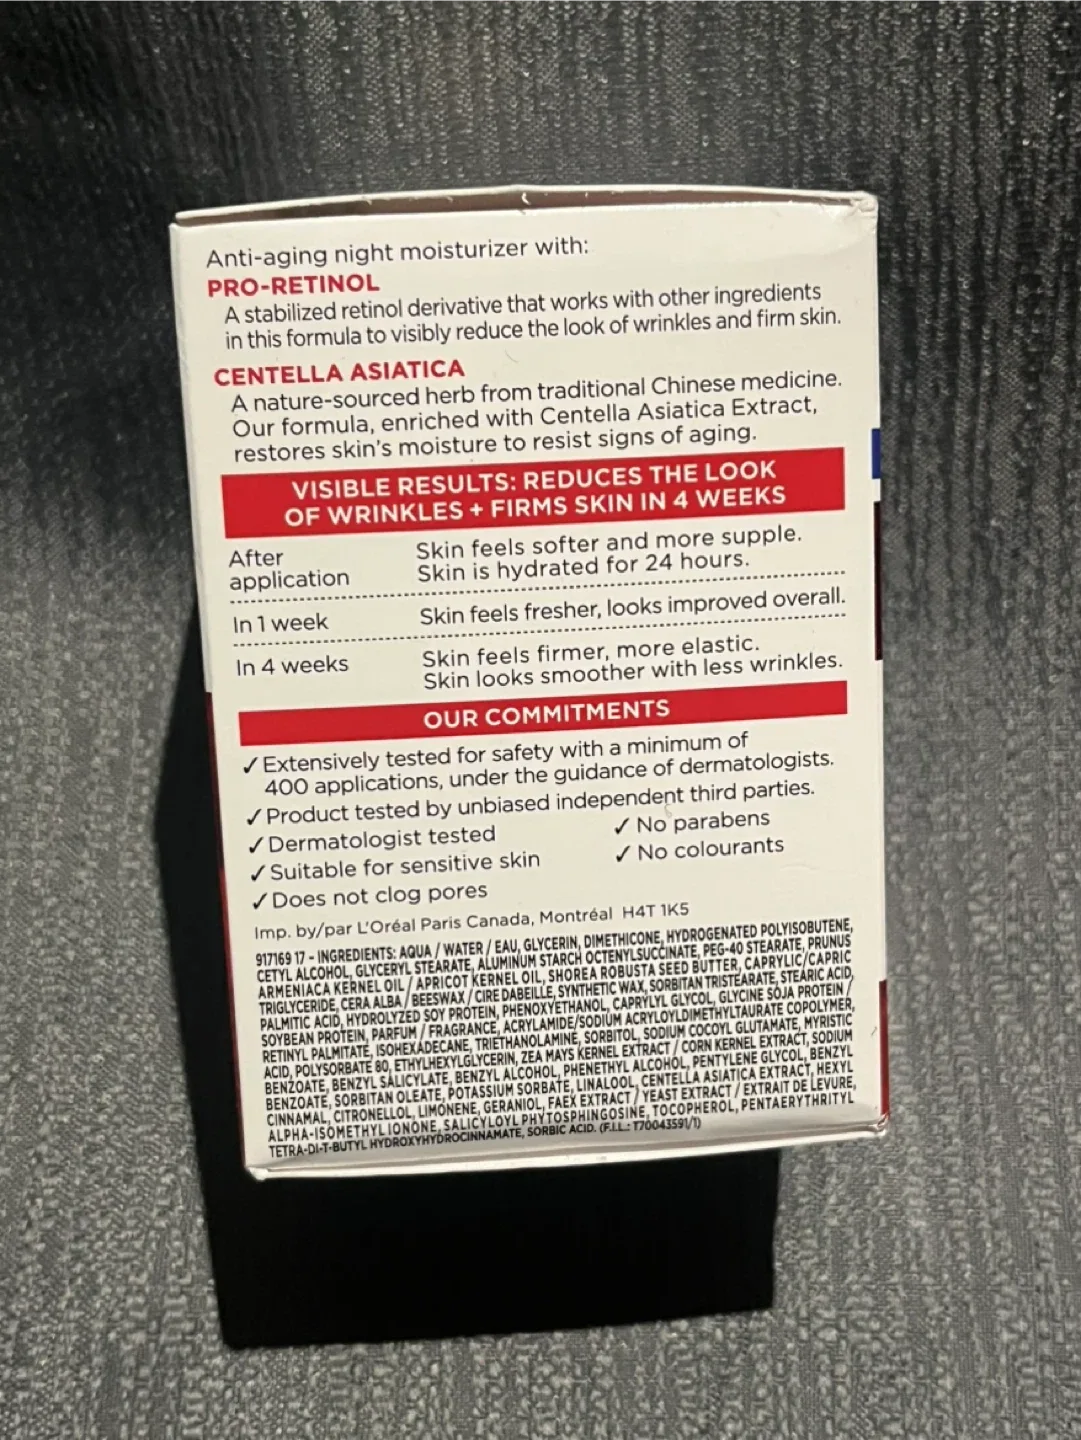 Anti-aging night moisturizer with:
PRO-RETINOL
A stabilized retinol derivative that works with other ingredients
in this formula to visibly reduce the look of wrinkles and firm skin.
CENTELLA ASIATICA
A nature-sourced herb from traditional Chinese medicine.
Our formula, enriched with Centella Asiatica Extract,
restores skin's moisture to resist signs of aging.
VISIBLE RESULTS: REDUCES THE LOOK
OF WRINKLES + FIRMS SKIN IN 4 WEEKS
After application Skin feels softer and more supple.
Skin is hydrated for 24 hours.
In 1 week Skin feels fresher, looks improved overall.
In 4 weeks Skin feels firmer, more elastic.
Skin looks smoother with less wrinkles.
OUR COMMITMENTS
✓ Extensively tested for safety with a minimum of
400 applications, under the guidance of dermatologists.
✓ Product tested by unbiased independent third parties.
✓ Dermatologist tested ✓ No parabens
✓ Suitable for sensitive skin ✓ No colourants
✓ Does not clog pores
Imp. by/par L'Oréal Paris Canada, Montréal H4T 1K5
917169 17 - INGREDIENTS: AQUA / WATER / EAU, GLYCERIN, DIMETHICONE, HYDROGENATED POLYISOBUTENE,
CETYL ALCOHOL, GLYCERYL STEARATE, ALUMINUM STARCH OCTENYLSUCCINATE, PEG-40 STEARATE, PRUNUS
ARMENIACA KERNEL OIL / APRICOT KERNEL OIL, SHOREA ROBUSTA SEED BUTTER, CAPRYLIC/CAPRIC
TRIGLYCERIDE, CERA ALBA / BEESWAX / CIRE DABEILLE, SYNTHETIC WAX, SORBITAN TRISTEARATE, STEARIC ACID,
PALMITIC ACID, HYDROLYZED SOY PROTEIN, PHENOXYETHANOL, CAPRYLYL GLYCOL, GLYCINE SOJA PROTEIN /
SOYBEAN PROTEIN, PARFUM / FRAGRANCE, ACRYLAMIDE/SODIUM ACRYLOYLDIMETHYLTAURATE COPOLYMER,
RETINYL PALMITATE, ISOHEXADECANE, TRIETHANOLAMINE, SORBITOL, SODIUM COCOYL GLUTAMATE, MYRISTIC
ACID, POLYSORBATE 80, ETHYLHEXYLGLYCERIN, ZEA MAYS KERNEL EXTRACT / CORN KERNEL EXTRACT, SODIUM
BENZOATE, BENZYL SALICYLATE, BENZYL ALCOHOL, PHENETHYL ALCOHOL, PENTYLENE GLYCOL, BENZYL
BENZOATE, SORBITAN OLEATE, POTASSIUM SORBATE, LINALOOL, CENTELLA ASIATICA EXTRACT, HEXYL
CINNAMAL, CITRONELLOL, LIMONENE, GERANIOL, FAEX EXTRACT / YEAST EXTRACT / EXTRAIT DE LEVURE,
ALPHA-ISOMETHYL IONONE, SALICYLOYL PHYTOSPHINGOSINE, TOCOPHEROL, PENTAERYTHRITYL
TETRA-DI-T-BUTYL HYDROXYHYDROCINNAMATE, SORBIC ACID. (F.I.L.: T70043591/1)